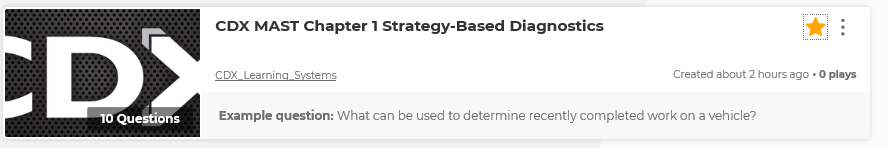 CDX MAST Chapter 1 Strategy-Based Diagnostics
CDX
10 Questions
CDX_Learning_Systems
Created about 2 hours ago • 0 plays
Example question: What can be used to determine recently completed work on a vehicle?